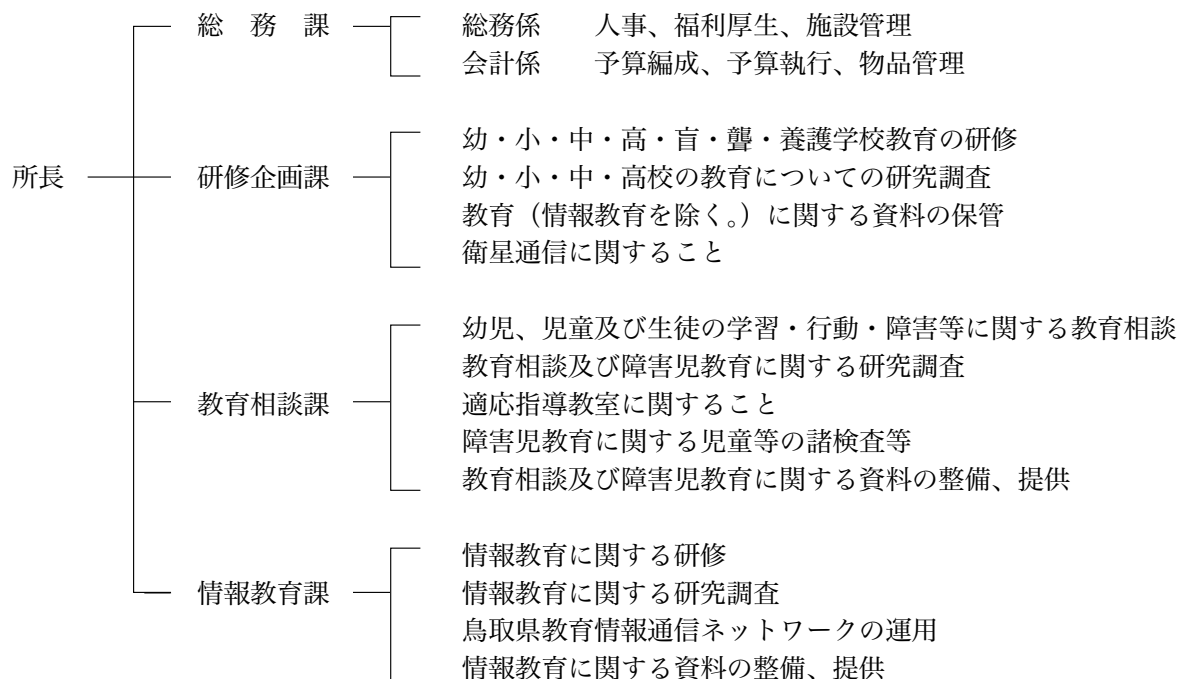 総　務　課　総務係　　人事、福利厚生、施設管理
会計係　　予算編成、予算執行、物品管理
幼・小・中・高・盲・聾・養護学校教育の研修
所長　研修企画課　幼・小・中・高校の教育についての研究調査
教育（情報教育を除く。）に関する資料の保管
衛星通信に関すること
幼児、児童及び生徒の学習・行動・障害等に関する教育相談
教育相談及び障害児教育に関する研究調査
教育相談課　適応指導教室に関すること
障害児教育に関する児童等の諸検査等
教育相談及び障害児教育に関する資料の整備、提供
情報教育に関する研修
情報教育課　情報教育に関する研究調査
鳥取県教育情報通信ネットワークの運用
情報教育に関する資料の整備、提供